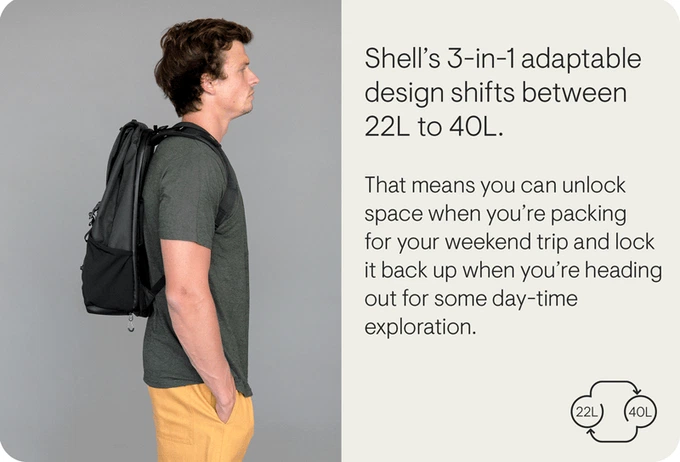 Shell’s 3-in-1 adaptable
design shifts between
22L to 40L.
That means you can unlock
space when you’re packing
for your weekend trip and lock
it back up when you’re heading
out for some day-time
exploration.
22L
40L